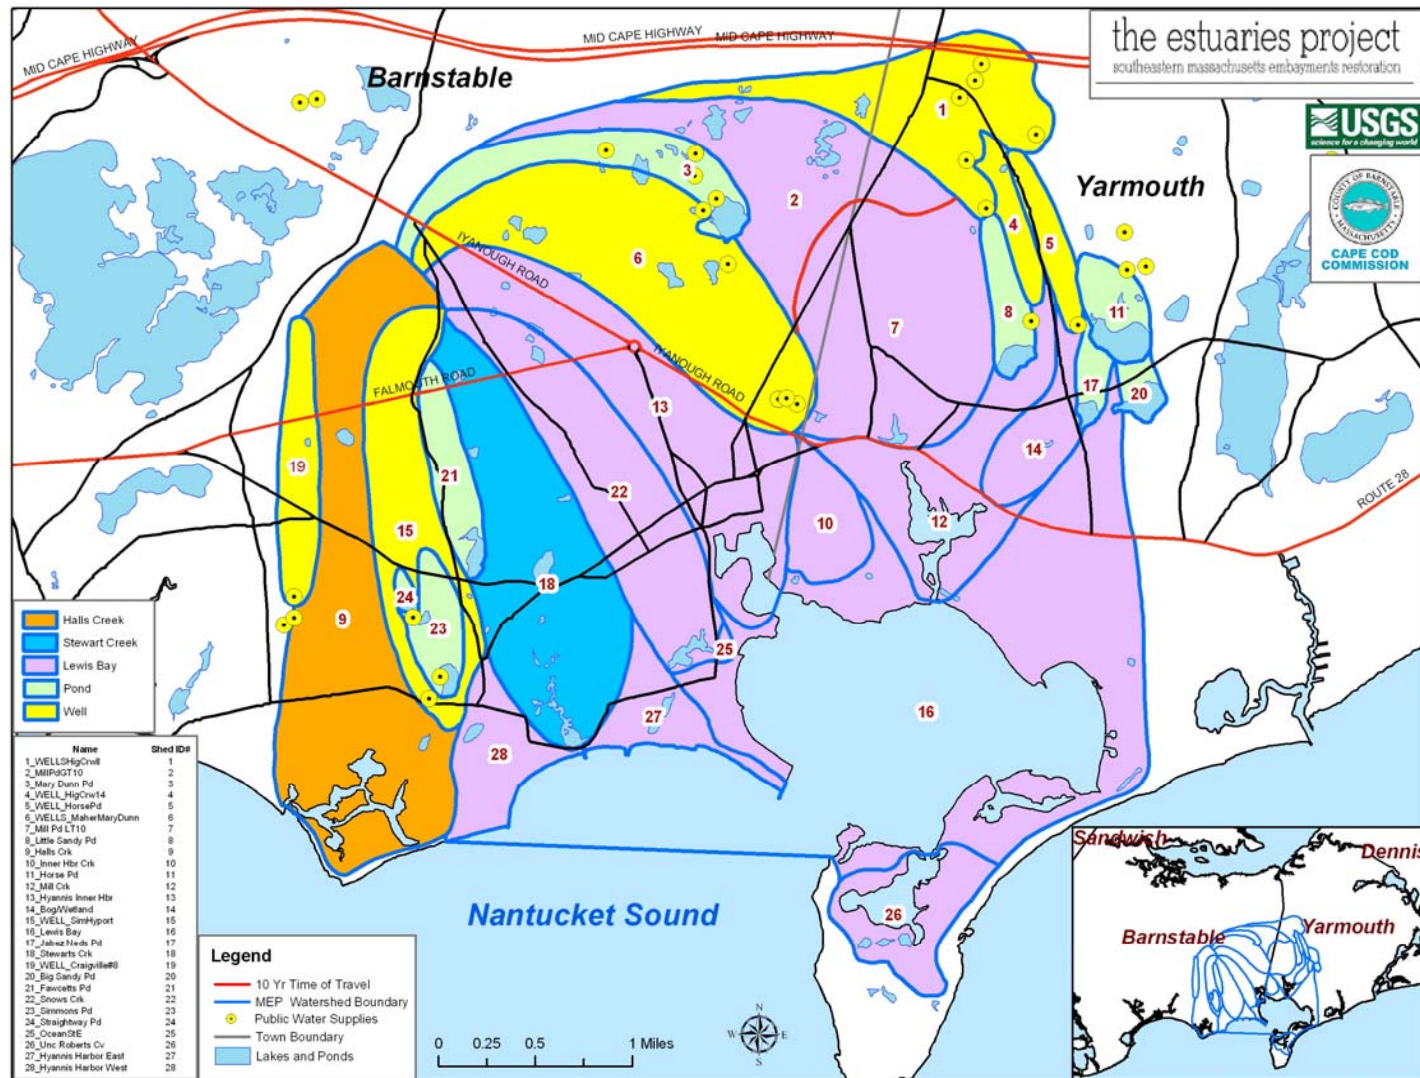 the estuaries project
southeastern massachusetts embayments restoration
USGS
science for a changing world
COUNTY OF BARNSTABLE
MASSACHUSETTS
CAPE COD
COMMISSION
MID CAPE HIGHWAY
MID CAPE HIGHWAY
MID CAPE HIGHWAY
Barnstable
Yarmouth
IYANOUGH ROAD
IYANOUGH ROAD
FALMOUTH ROAD
ROUTE 28
1
2
3
4
5
6
7
8
11
17
20
13
14
19
21
22
15
10
12
24
18
23
9
25
27
16
28
26
Nantucket Sound
Halls Creek
Stewart Creek
Lewis Bay
Pond
Well
Name Shed ID#
1_WELLSHigCrwll 1
2_MillPdGT10 2
3_Mary Dunn Pd 3
4_WELL_HigCrw14 4
5_WELL_HorsePd 5
6_WELLS_MaherMaryDunn 6
7_Mill Pd LT10 7
8_Little Sandy Pd 8
9_Halls Crk 9
10_Inner Hbr Crk 10
11_Horse Pd 11
12_Mill Crk 12
13_Hyannis Inner Hbr 13
14_Bog/Wetland 14
15_WELL_SimHyport 15
16_Lewis Bay 16
17_Jabez Neds Pd 17
18_Stewarts Crk 18
19_WELL_Craigville#8 19
20_Big Sandy Pd 20
21_Fawcetts Pd 21
22_Snows Crk 22
23_Simmons Pd 23
24_Straightway Pd 24
25_OceanStE 25
26_Unc Roberts Cv 26
27_Hyannis Harbor East 27
28_Hyannis Harbor West 28
Legend
10 Yr Time of Travel
MEP Watershed Boundary
Public Water Supplies
Town Boundary
Lakes and Ponds
0 0.25 0.5 1 Miles
N
W E
S
Sandwich
Dennis
Barnstable
Yarmouth